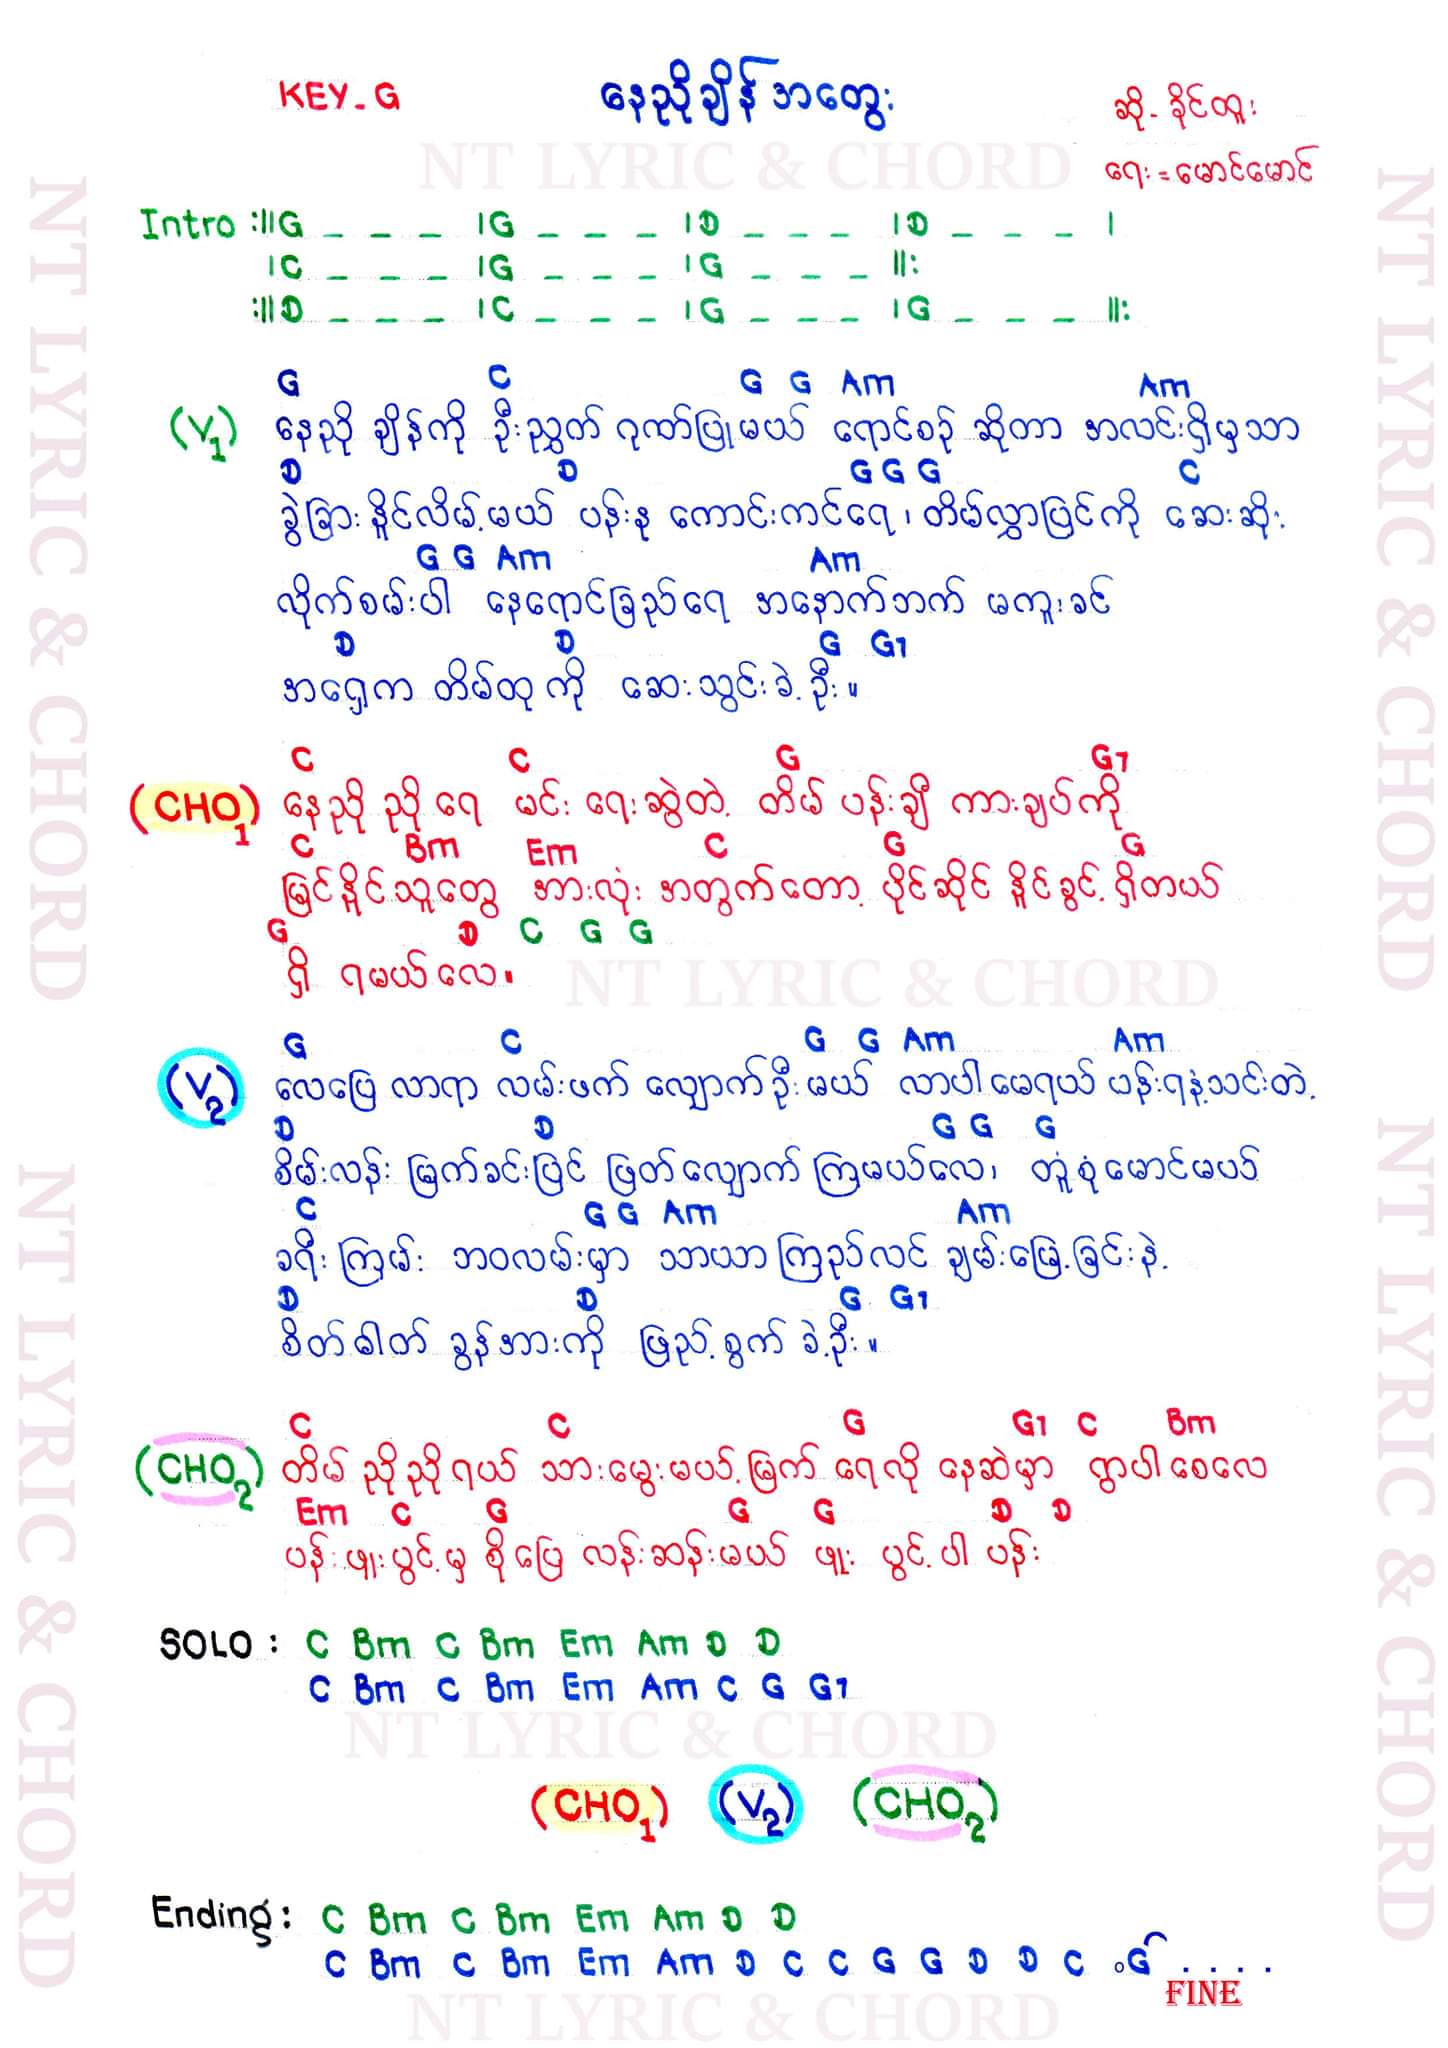 KEY-G
နေညိုချိန်အတွေး
ဆို- ခိုင်ထူး
NT LYRIC & CHORD
ရေး = မောင်မောင်
Intro :||G _ _ _ |G _ _ _ |D _ _ _ |D _ _ _ |
|C _ _ _ |G _ _ _ |G _ _ _ ||:
:||D _ _ _ |C _ _ _ |G _ _ _ |G _ _ _ ||:
G C G G Am Am
(V1) နေညို ချိန်ကို ဦးညွှတ် ဂုဏ်ပြုမယ် ရောင်စဉ် ဆိုတာ အလင်းရှိမှသာ
D D G G G C
ခွဲခြား နိူင်လိမ့်မယ် ပန်းနု ကောင်းကင်ရေ၊ တိမ်လွှာပြင်ကို ဆေးဆိုး
G G Am Am
လိုက်စမ်းပါ နေရောင်ခြည်ရေ အနောက်ဘက် မကူးခင်
D D G G7
အရှေ့က တိမ်ထုကို ဆေးသွင်းခဲ့ဦး။
C C G G7
(CHO1) နေညို ညိုရေ မင်း ရေးဆွဲတဲ့ တိမ် ပန်းချီ ကားချပ်ကို
C Bm Em C G G
မြင်နိူင်သူတွေ အားလုံး အတွက်တော့ ပိုင်ဆိုင် နိူင်ခွင့် ရှိတယ်
G D C G G
ရှိ ရမယ်လေ။
NT LYRIC & CHORD
G C G G Am Am
(V2) လေပြေ လာရာ လမ်းဖက် လျှောက်ဦးမယ် လာပါမေရယ် ပန်းရနံ့သင်းတဲ့
D D G G G
စိမ်းလန်း မြက်ခင်းပြင် ဖြတ်လျှောက် ကြမယ်လေ၊ တူစုံမောင်မယ်
C G G Am Am
ခရီးကြမ်း ဘဝလမ်းမှာ သာယာကြည်လင် ချမ်းမြေ့ခြင်းနဲ့
D D G G7
စိတ်ဓါတ် ခွန်အားကို ဖြည့်စွက် ခဲ့ဦး။
C C G G7 C Bm
(CHO2) တိမ် ညိုညိုရယ် သားမွေးမယ့်မြက် ရေလို နေဆဲမှာ ရွာပါစေလေ
Em C G G G D D
ပန်းဖူးပွင့်မှ စိုပြေ လန်းဆန်းမယ် ဖူး ပွင့်ပါ ပန်း
SOLO : C Bm C Bm Em Am D D
C Bm C Bm Em Am C G G7
NT LYRIC & CHORD
(CHO1) (V2) (CHO2)
Ending : C Bm C Bm Em Am D D
C Bm C Bm Em Am D C C G G D D C G . . . .
FINE
NT LYRIC & CHORD
NT LYRIC & CHORD
NT LYRIC & CHORD
NT LYRIC & CHORD
NT LYRIC & CHORD